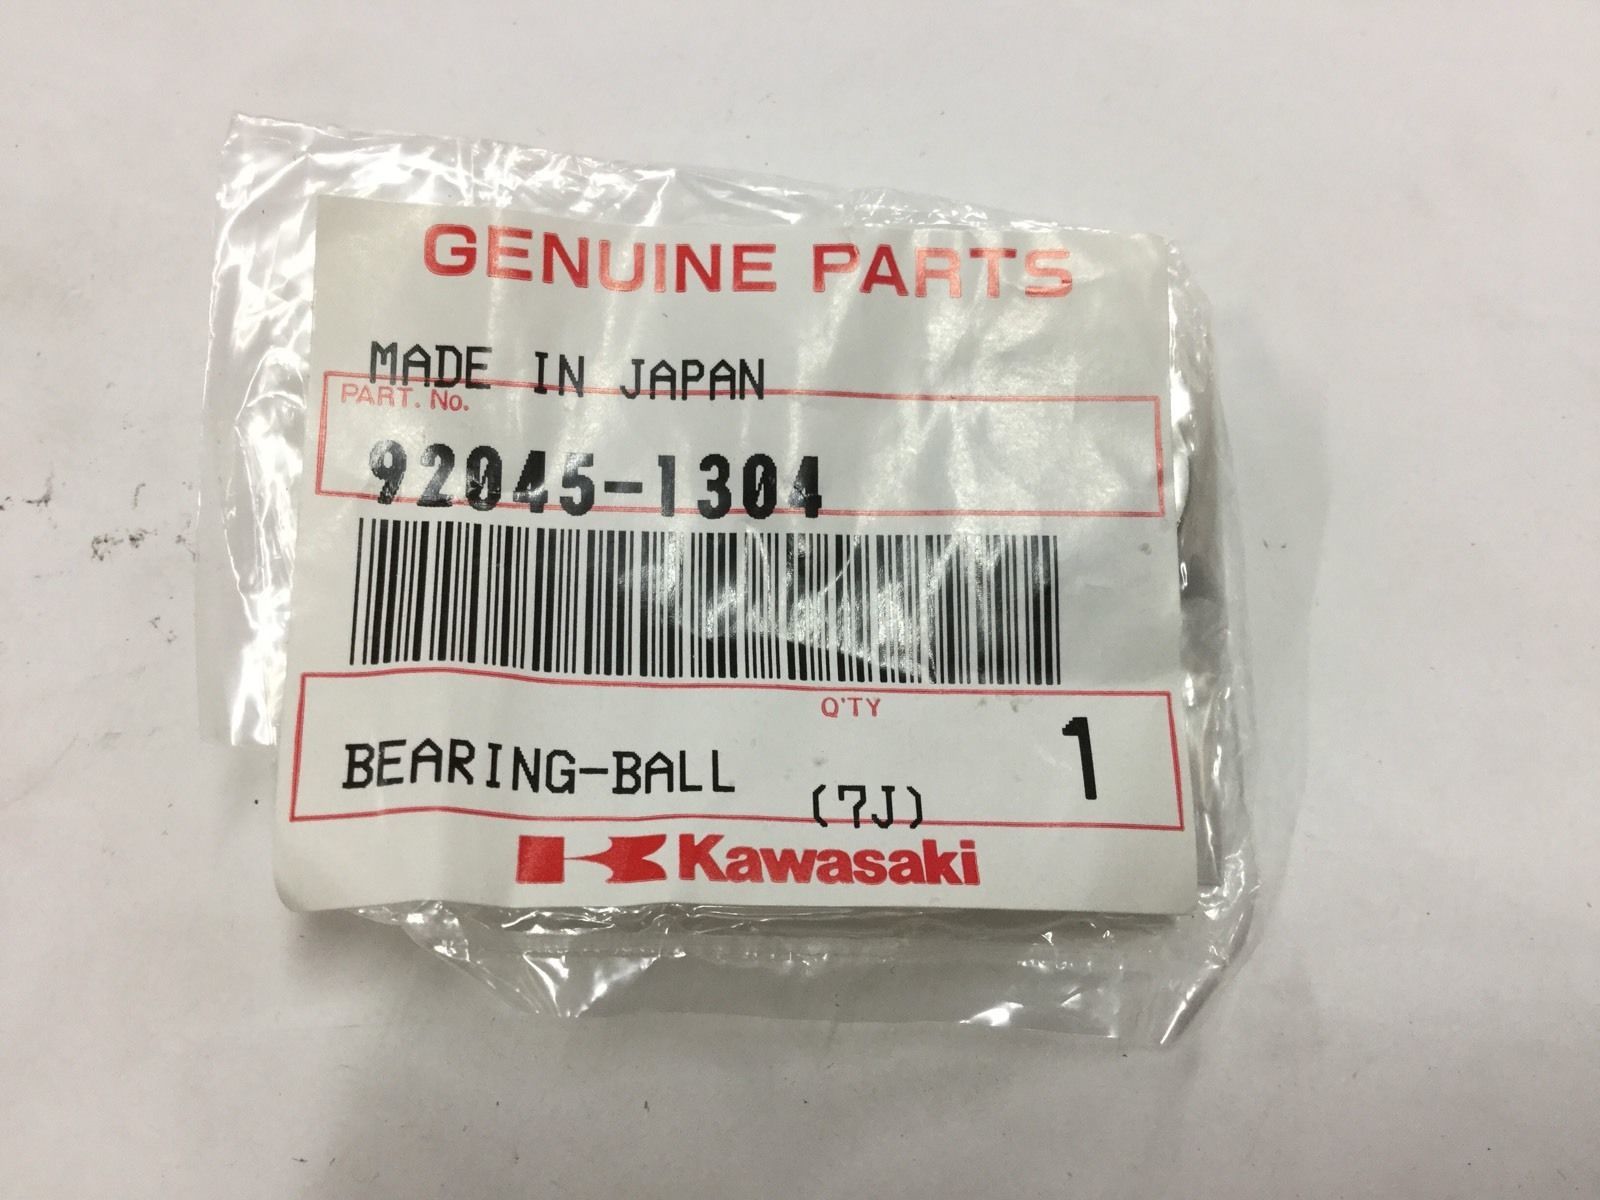 GENUINE PARTS
MADE IN JAPAN
PART. No.
92045-1304
Q'TY
BEARING-BALL (7J) 1
Kawasaki